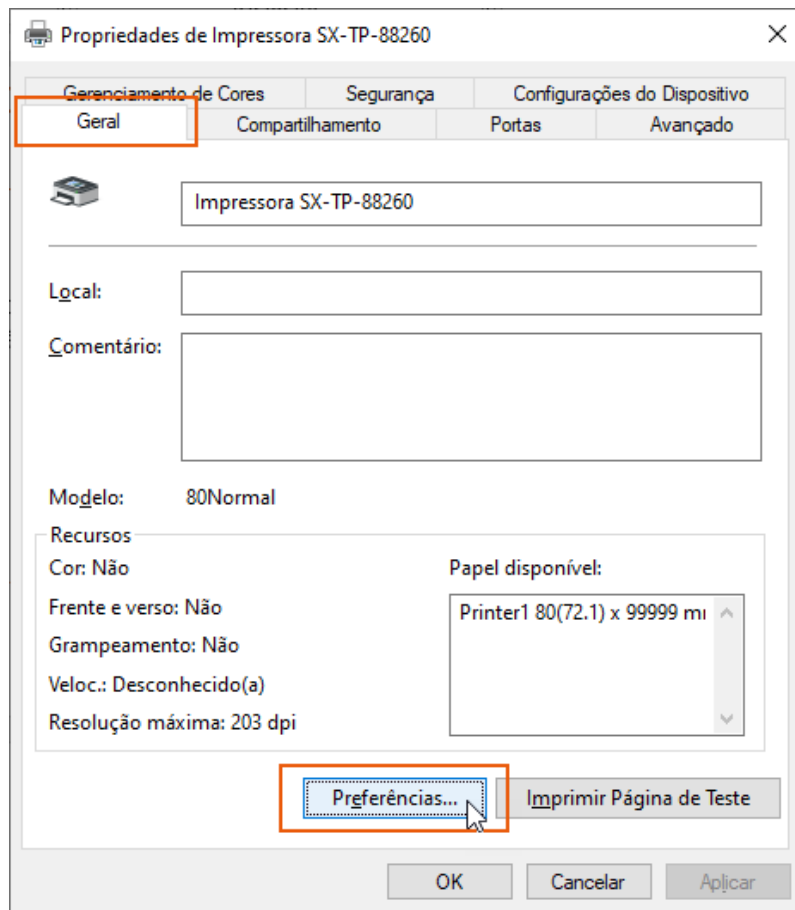 Propriedades de Impressora SX-TP-88260
Gerenciamento de Cores Segurança Configurações do Dispositivo
Geral Compartilhamento Portas Avançado
Impressora SX-TP-88260
Local:
Comentário:
Modelo: 80Normal
Recursos
Cor: Não
Frente e verso: Não
Grampeamento: Não
Veloc.: Desconhecido(a)
Resolução máxima: 203 dpi
Papel disponível:
Printer1 80(72.1) x 99999 m
Preferências... Imprimir Página de Teste
OK Cancelar Aplicar